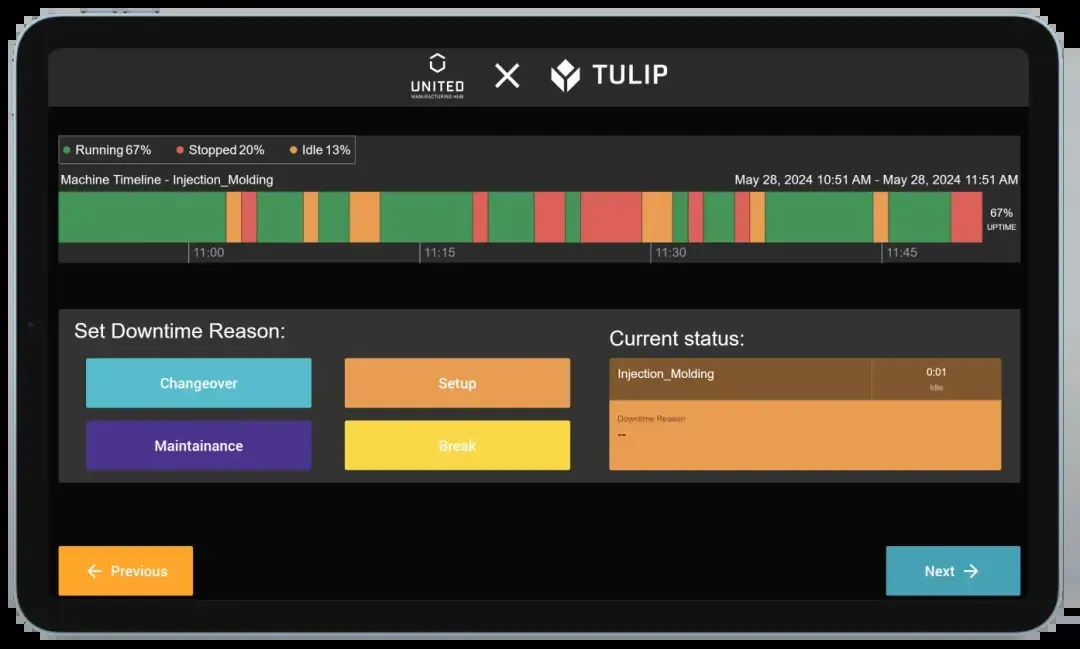 UNITED
MANUFACTURING HUB
TULIP
Running 67% Stopped 20% Idle 13%
Machine Timeline - Injection_Molding
May 28, 2024 10:51 AM - May 28, 2024 11:51 AM
67%
UPTIME
11:00 11:15 11:30 11:45
Set Downtime Reason:
Changeover
Setup
Maintainance
Break
Current status:
Injection_Molding
0:01
Idle
Downtime Reason
--
Previous
Next